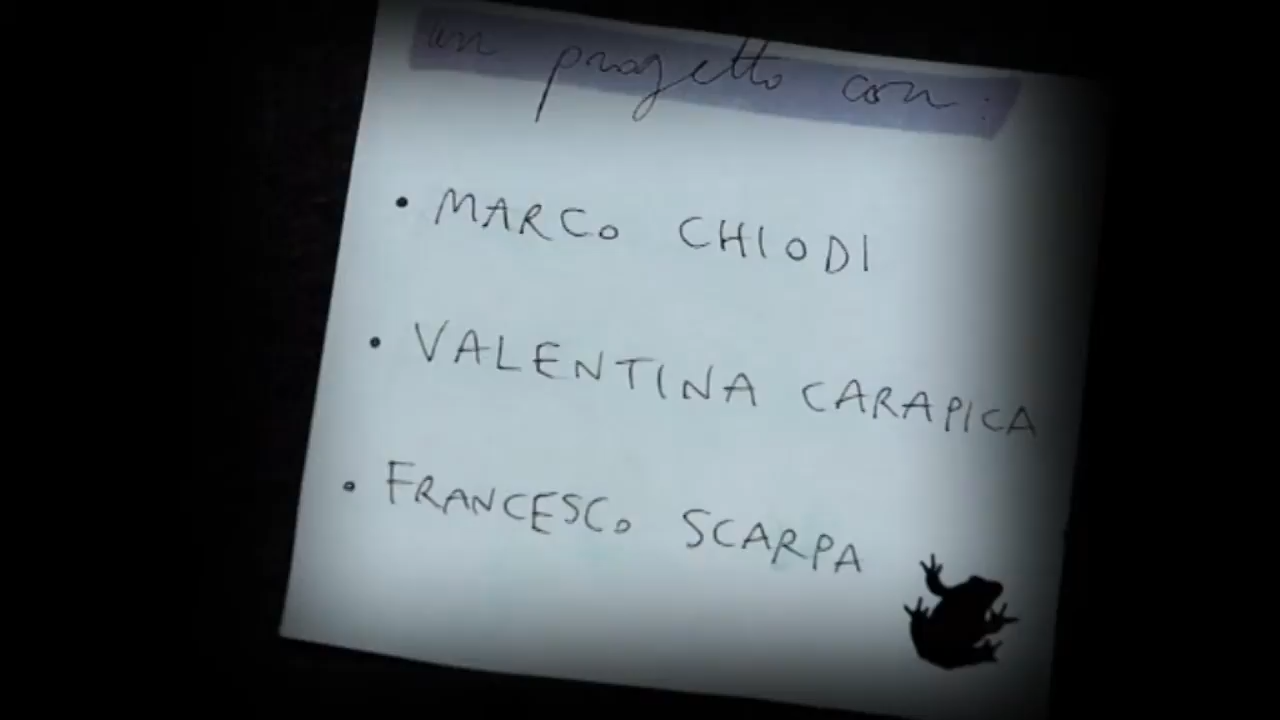 un progetto con:
• MARCO CHIODI
• VALENTINA CARAPICA
• FRANCESCO SCARPA